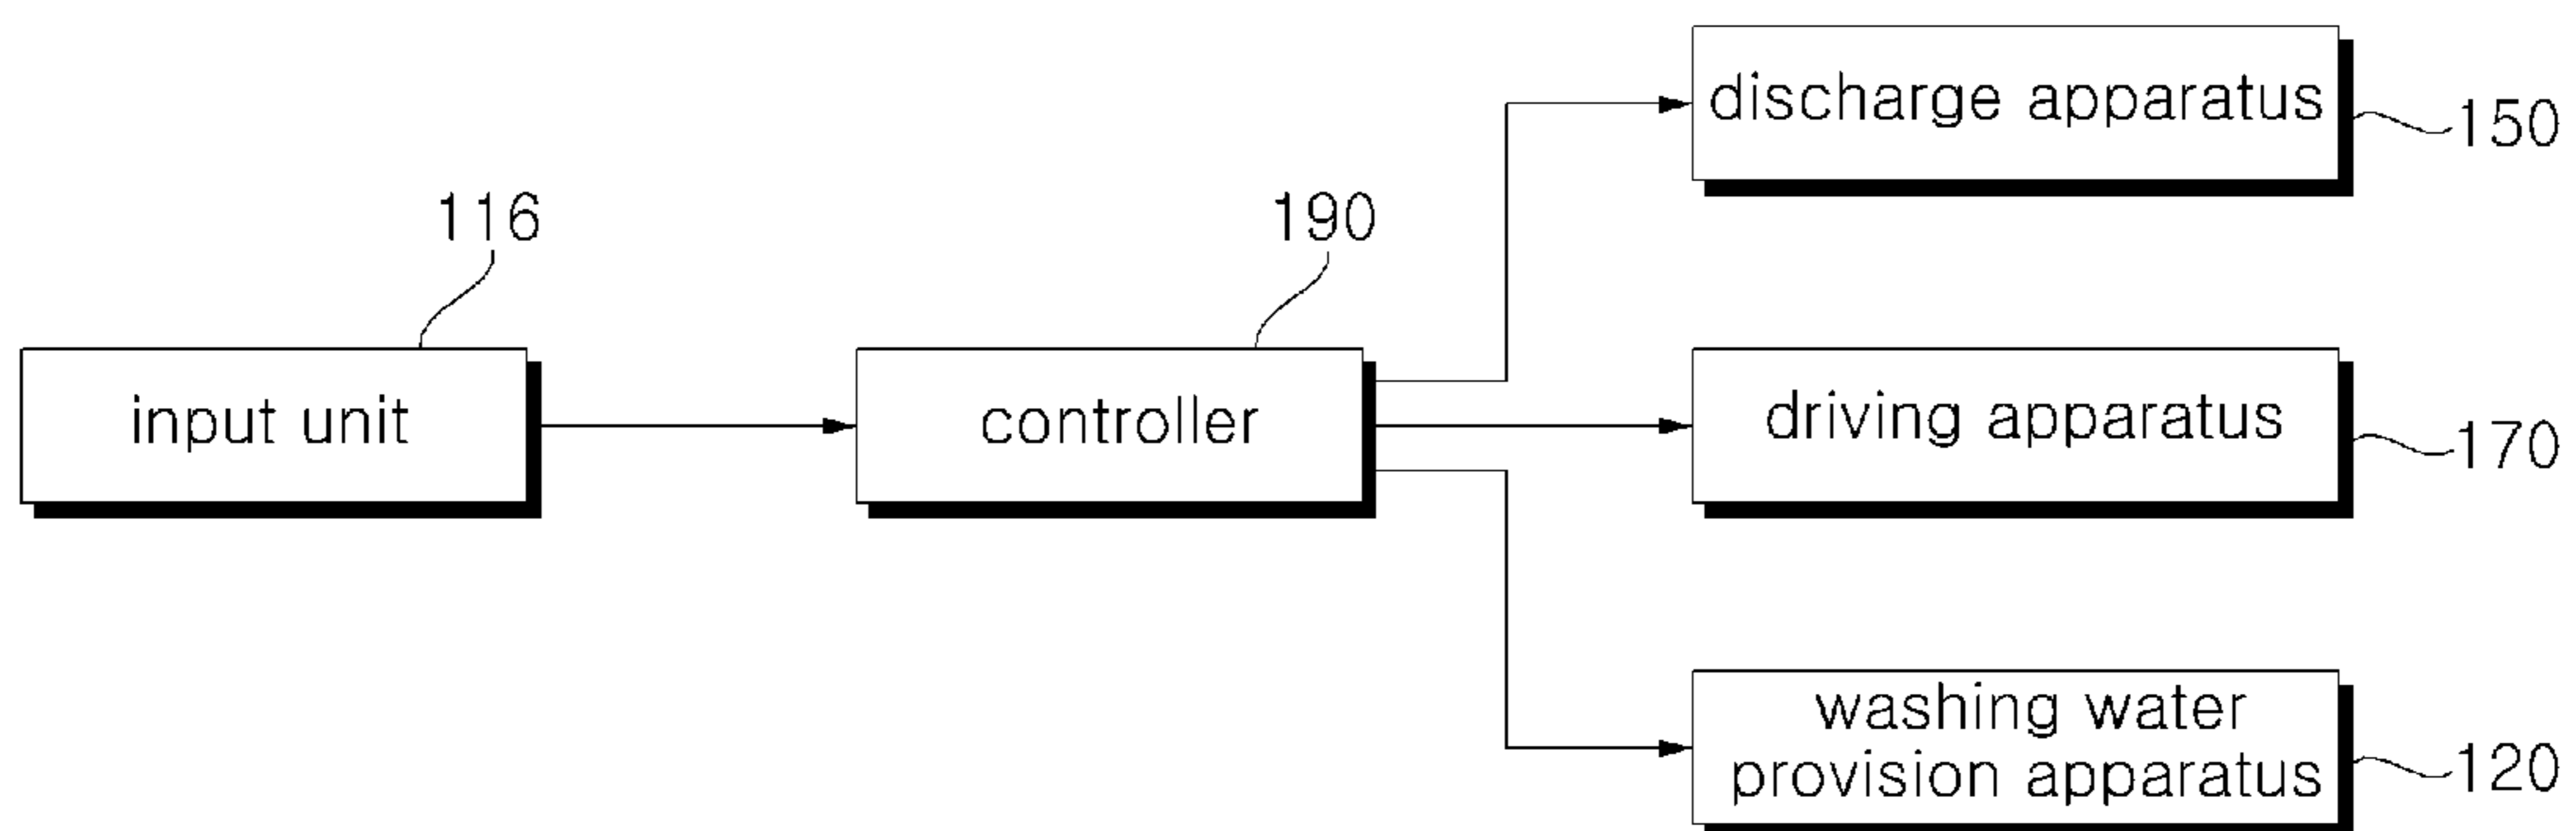 116
input unit
190
controller
discharge apparatus
150
driving apparatus
170
washing water
provision apparatus
120